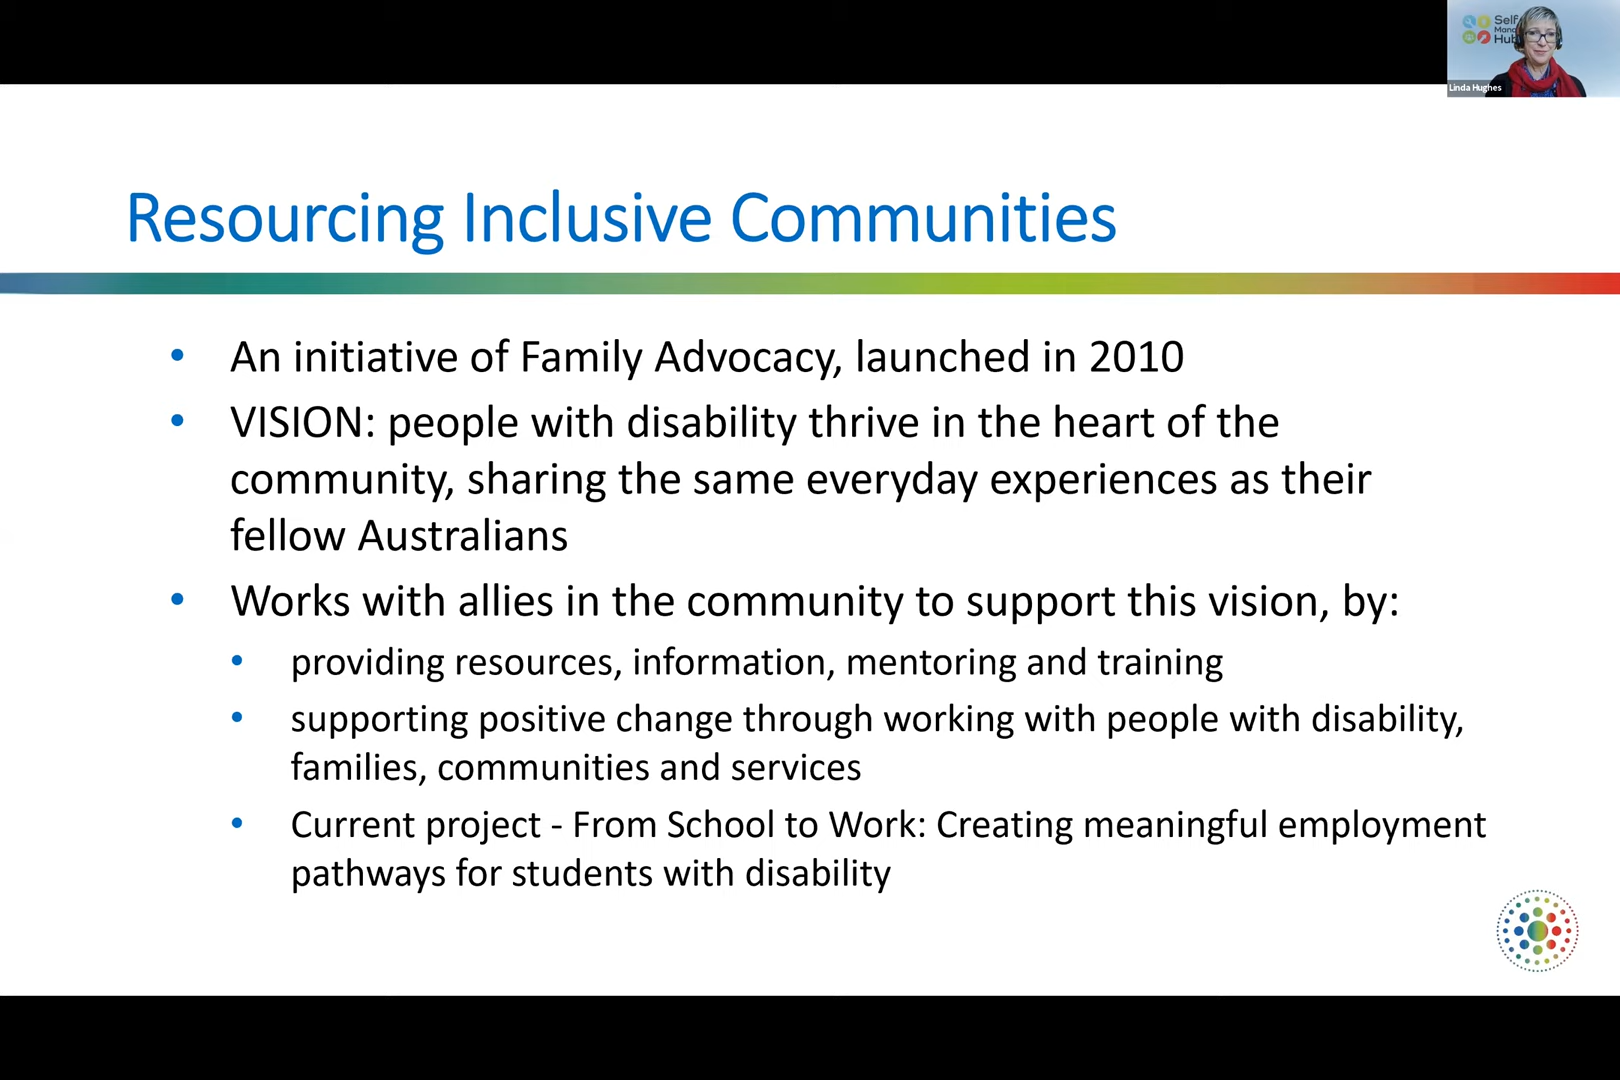 Self
Mana
Hub
Linda Hughes
Resourcing Inclusive Communities
• An initiative of Family Advocacy, launched in 2010
• VISION: people with disability thrive in the heart of the
community, sharing the same everyday experiences as their
fellow Australians
• Works with allies in the community to support this vision, by:
• providing resources, information, mentoring and training
• supporting positive change through working with people with disability,
families, communities and services
• Current project - From School to Work: Creating meaningful employment
pathways for students with disability